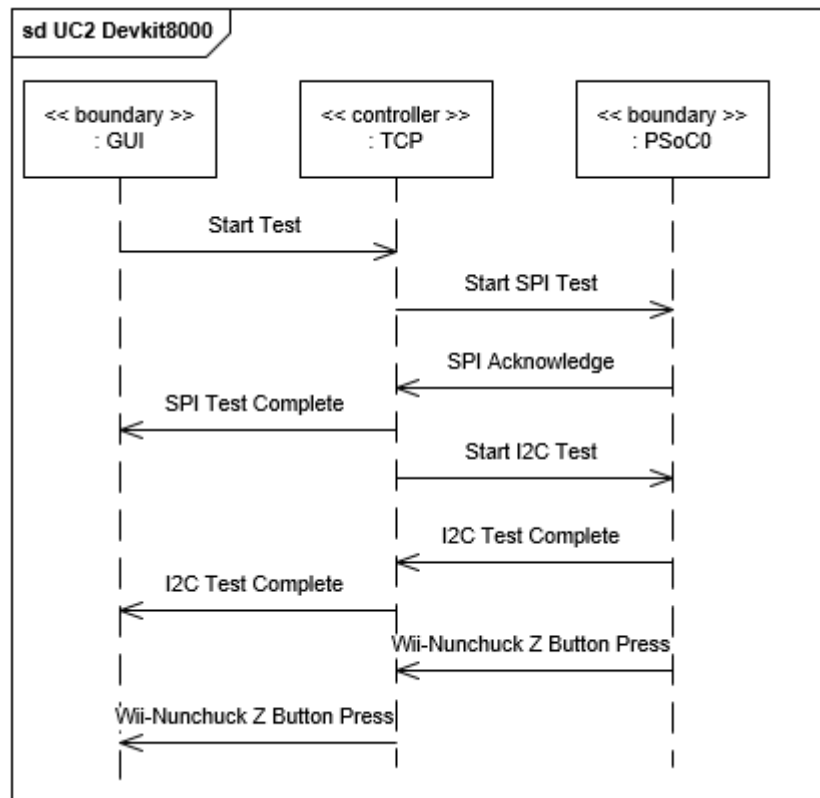 sd UC2 Devkit8000
<< boundary >>
: GUI
<< controller >>
: TCP
<< boundary >>
: PSoC0
Start Test
Start SPI Test
SPI Acknowledge
SPI Test Complete
Start I2C Test
I2C Test Complete
I2C Test Complete
Wii-Nunchuck Z Button Press
Wii-Nunchuck Z Button Press